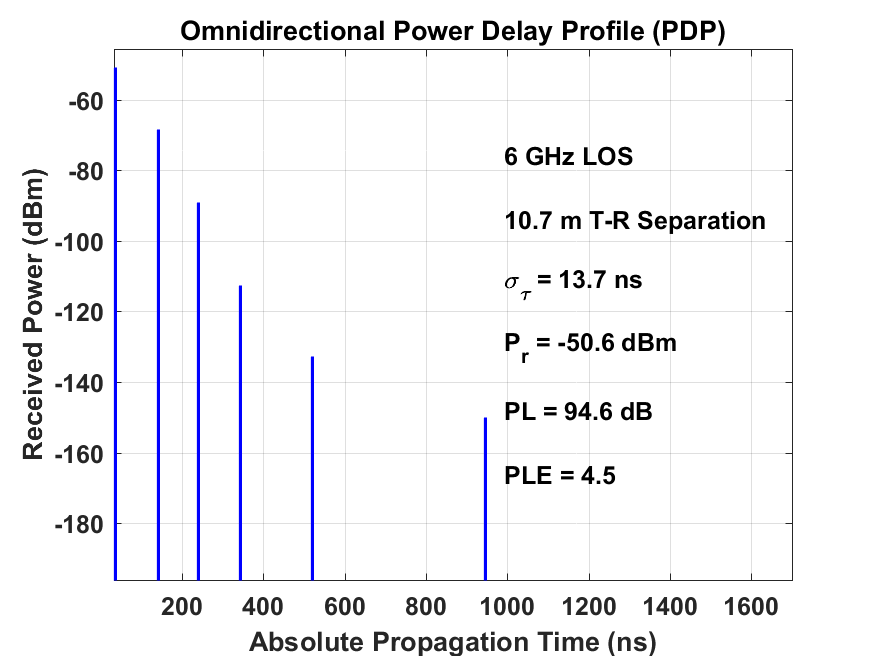 Omnidirectional Power Delay Profile (PDP)
Received Power (dBm)
-60
-80
-100
-120
-140
-160
-180
6 GHz LOS
10.7 m T-R Separation
σ_τ = 13.7 ns
P_r = -50.6 dBm
PL = 94.6 dB
PLE = 4.5
200 400 600 800 1000 1200 1400 1600
Absolute Propagation Time (ns)